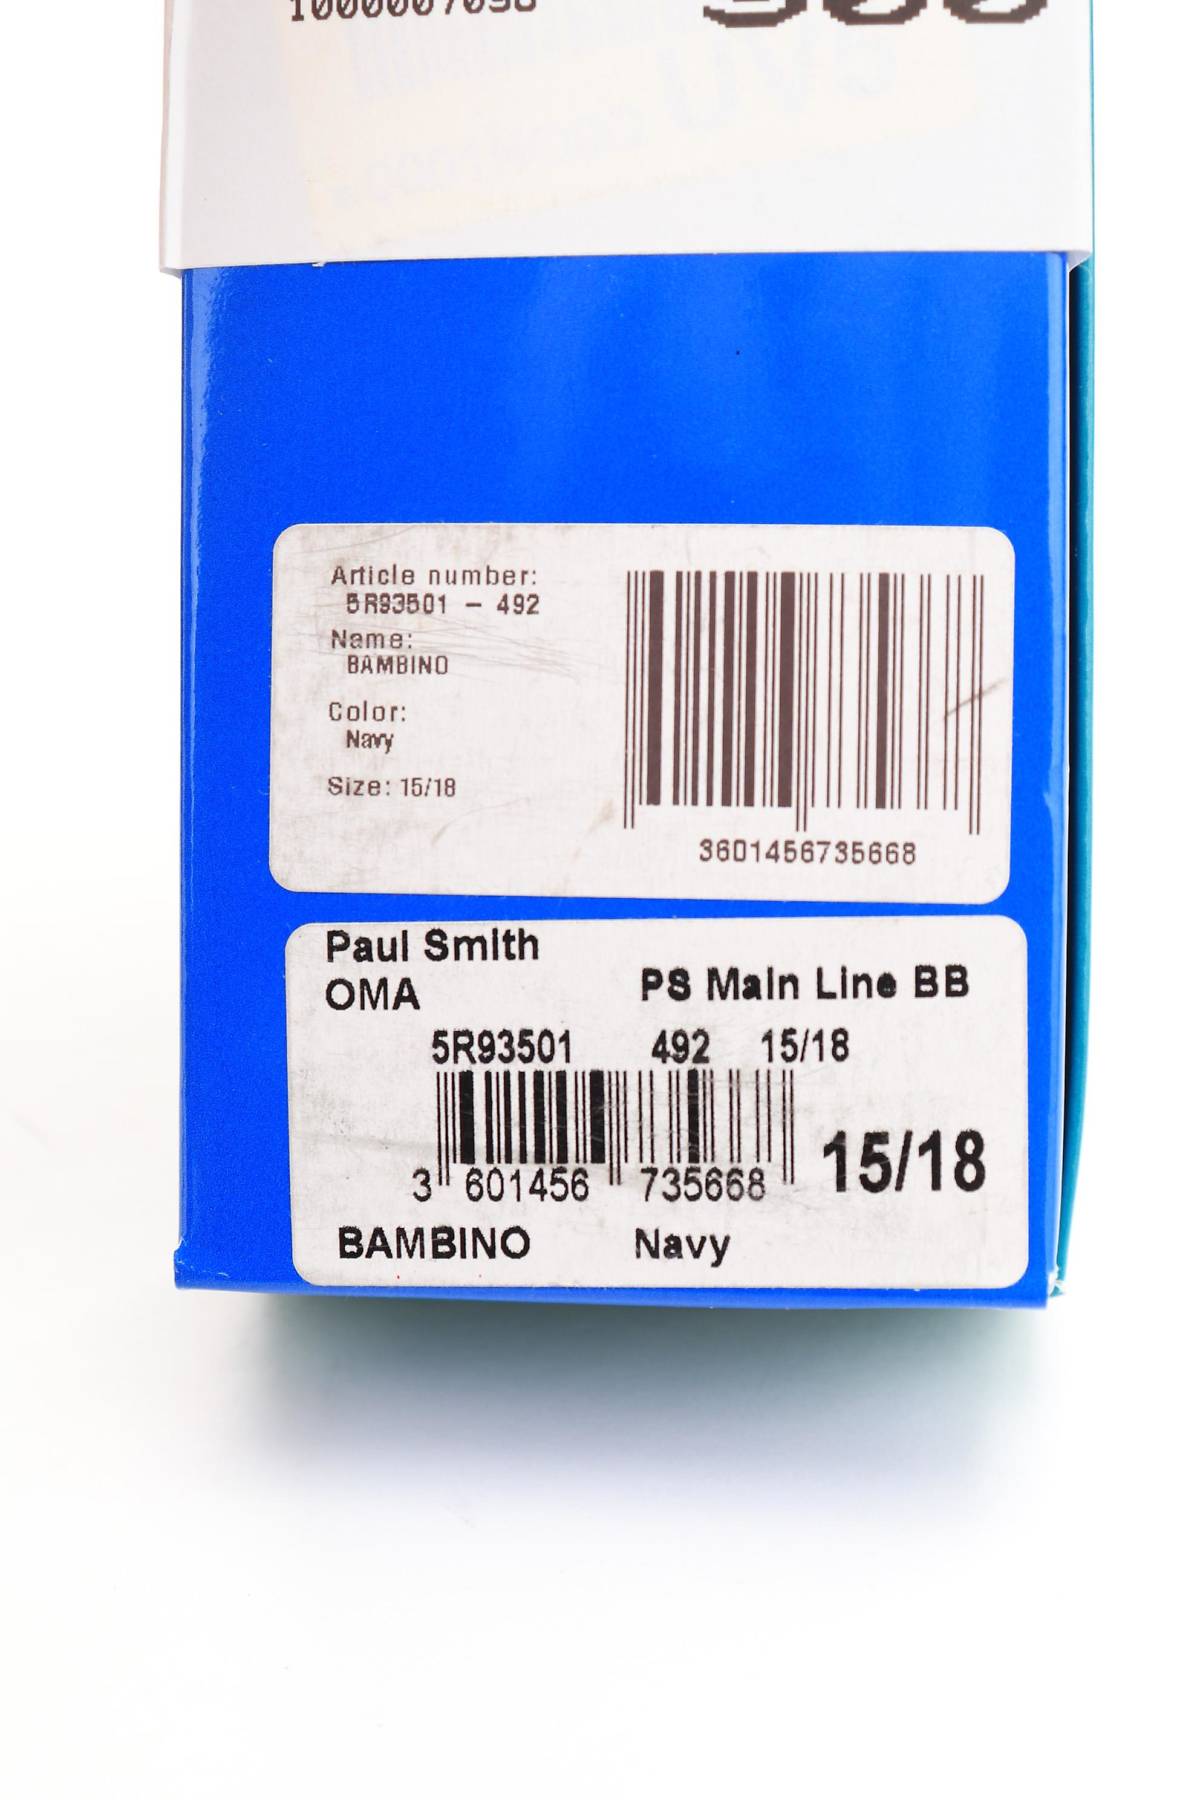 Article number:
5R93501 - 492
Name:
BAMBINO
Color:
Navy
Size: 15/18
3601456735668
Paul Smith
OMA
PS Main Line BB
5R93501 492 15/18
3 601456 735668
15/18
BAMBINO Navy